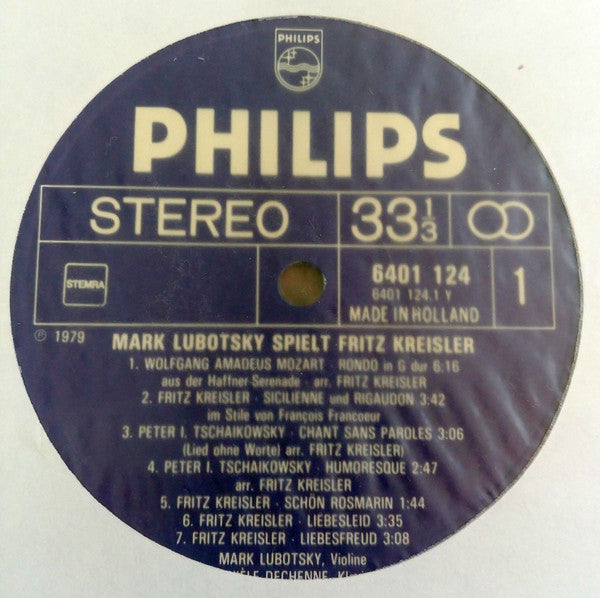 PHILIPS
PHILIPS
STEREO 33 1/3
STEMRA 6401 124 1
6401 124.1 Y
MADE IN HOLLAND
℗ 1979 MARK LUBOTSKY SPIELT FRITZ KREISLER
1. WOLFGANG AMADEUS MOZART · RONDO in G dur 6:16
aus der Haffner-Serenade · arr. FRITZ KREISLER
2. FRITZ KREISLER · SICILIENNE und RIGAUDON 3:42
im Stile von François Francoeur
3. PETER I. TSCHAIKOWSKY · CHANT SANS PAROLES 3:06
(Lied ohne Worte) arr. FRITZ KREISLER)
4. PETER I. TSCHAIKOWSKY · HUMORESQUE 2:47
arr. FRITZ KREISLER
5. FRITZ KREISLER · SCHÖN ROSMARIN 1:44
6. FRITZ KREISLER · LIEBESLEID 3:35
7. FRITZ KREISLER · LIEBESFREUD 3:08
MARK LUBOTSKY, Violine
DECHENNE,